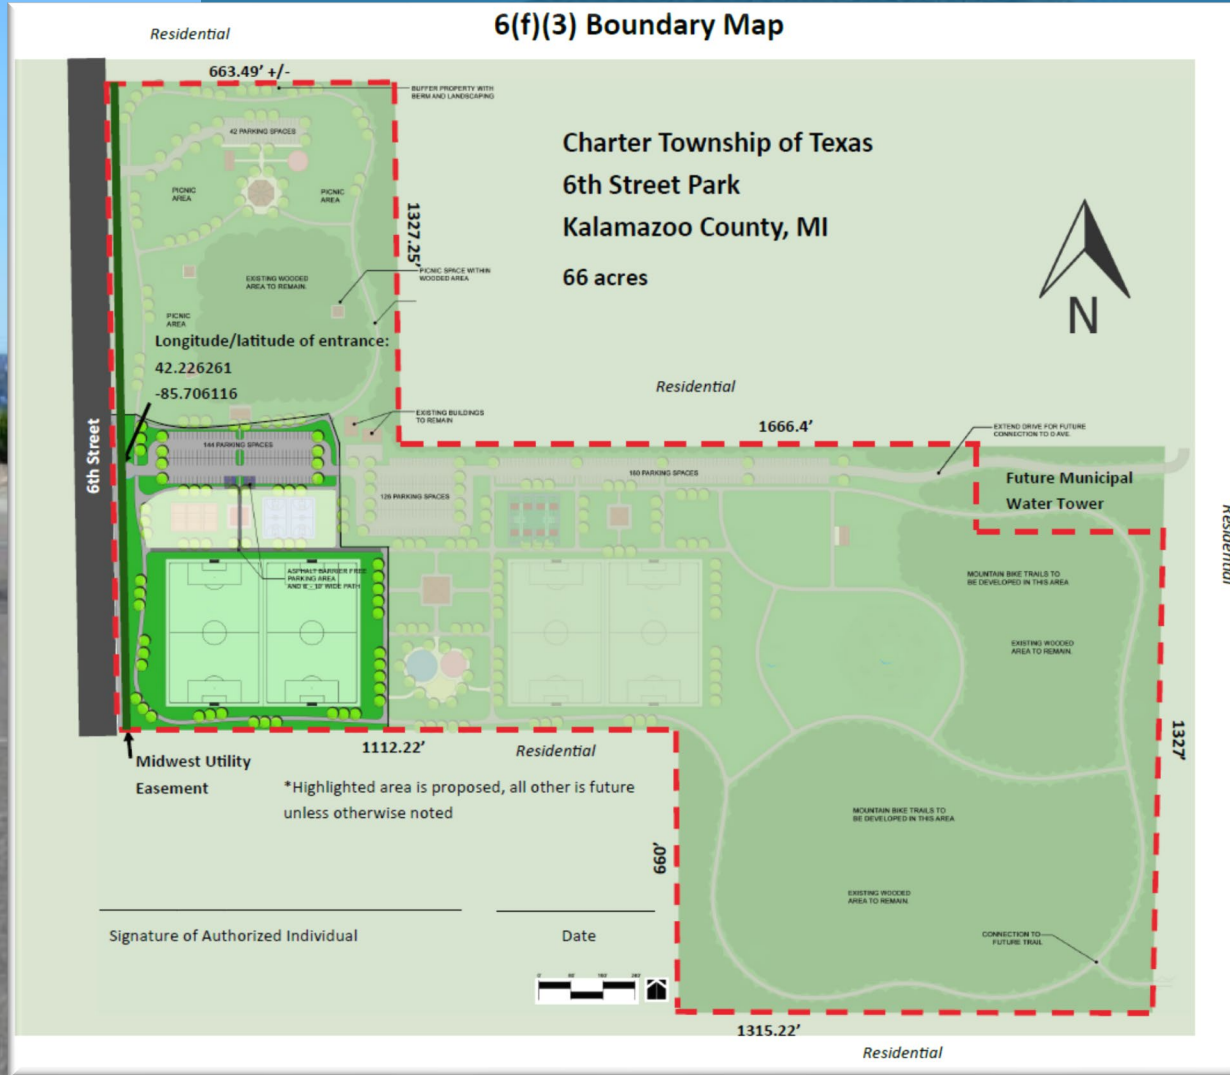 6(f)(3) Boundary Map
Residential
663.49' +/-
BUFFER PROPERTY WITH
BERM AND LANDSCAPING
42 PARKING SPACES
Charter Township of Texas
6th Street Park
Kalamazoo County, MI
66 acres
PICNIC
AREA
PICNIC
AREA
1327.25'
N
EXISTING WOODED
AREA TO REMAIN.
PICNIC SPACE WITHIN
WOODED AREA
PICNIC
AREA
Longitude/latitude of entrance:
42.226261
-85.706116
Residential
EXISTING BUILDINGS
TO REMAIN
1666.4'
EXTEND DRIVE FOR FUTURE
CONNECTION TO O AVE.
6th Street
144 PARKING SPACES
160 PARKING SPACES
Future Municipal
Water Tower
126 PARKING SPACES
Residential
ASPHALT BARRIER FREE
PARKING AREA
AND 8' - 10' WIDE PATH
MOUNTAIN BIKE TRAILS TO
BE DEVELOPED IN THIS AREA
EXISTING WOODED
AREA TO REMAIN.
1327'
1112.22'
Residential
Midwest Utility
Easement
*Highlighted area is proposed, all other is future
unless otherwise noted
MOUNTAIN BIKE TRAILS TO
BE DEVELOPED IN THIS AREA
660'
EXISTING WOODED
AREA TO REMAIN.
Signature of Authorized Individual
Date
CONNECTION TO
FUTURE TRAIL
1315.22'
Residential